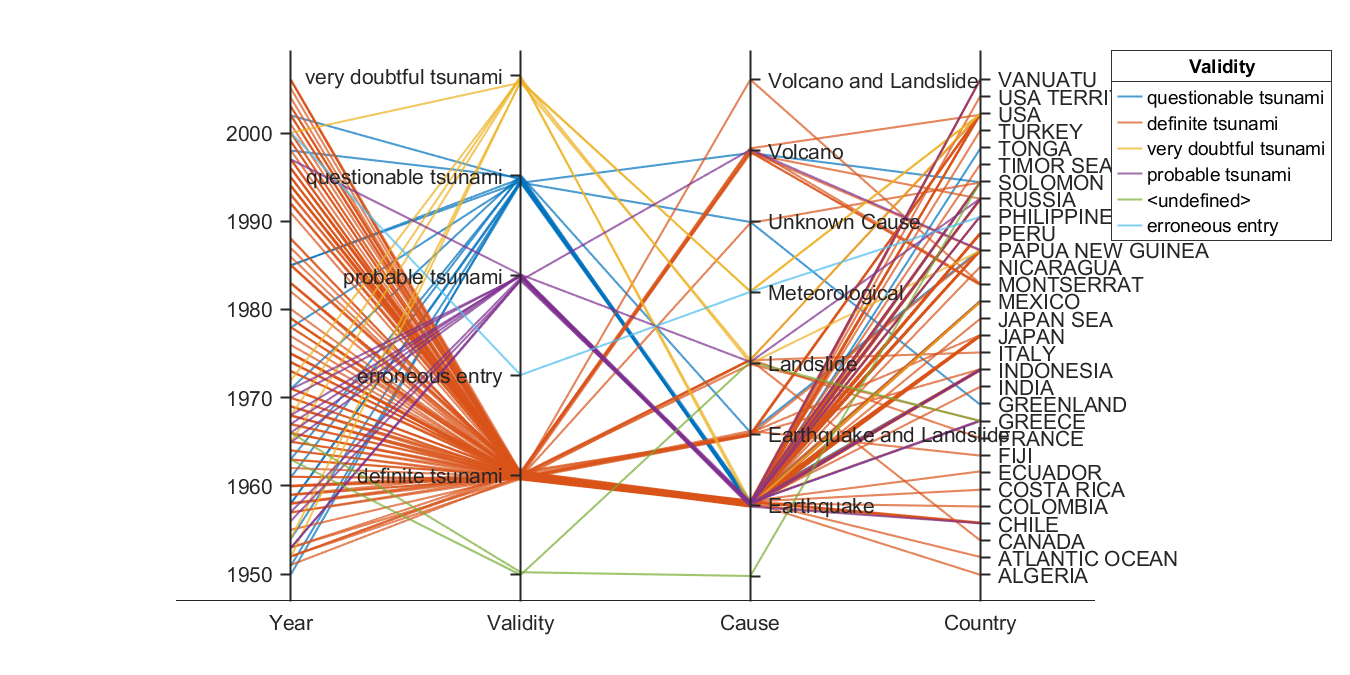 very doubtful tsunami
questionable tsunami
probable tsunami
erroneous entry
definite tsunami
2000
1990
1980
1970
1960
1950
Volcano and Landslide
Volcano
Unknown Cause
Meteorological
Landslide
Earthquake and Landslide
Earthquake
VANUATU
USA TERRI
USA
TURKEY
TONGA
TIMOR SEA
SOLOMON
RUSSIA
PHILIPPINE
PERU
PAPUA NEW GUINEA
NICARAGUA
MONTSERRAT
MEXICO
JAPAN SEA
JAPAN
ITALY
INDONESIA
INDIA
GREENLAND
GREECE
FRANCE
FIJI
ECUADOR
COSTA RICA
COLOMBIA
CHILE
CANADA
ATLANTIC OCEAN
ALGERIA
Year
Validity
Cause
Country
Validity
questionable tsunami
definite tsunami
very doubtful tsunami
probable tsunami
<undefined>
erroneous entry